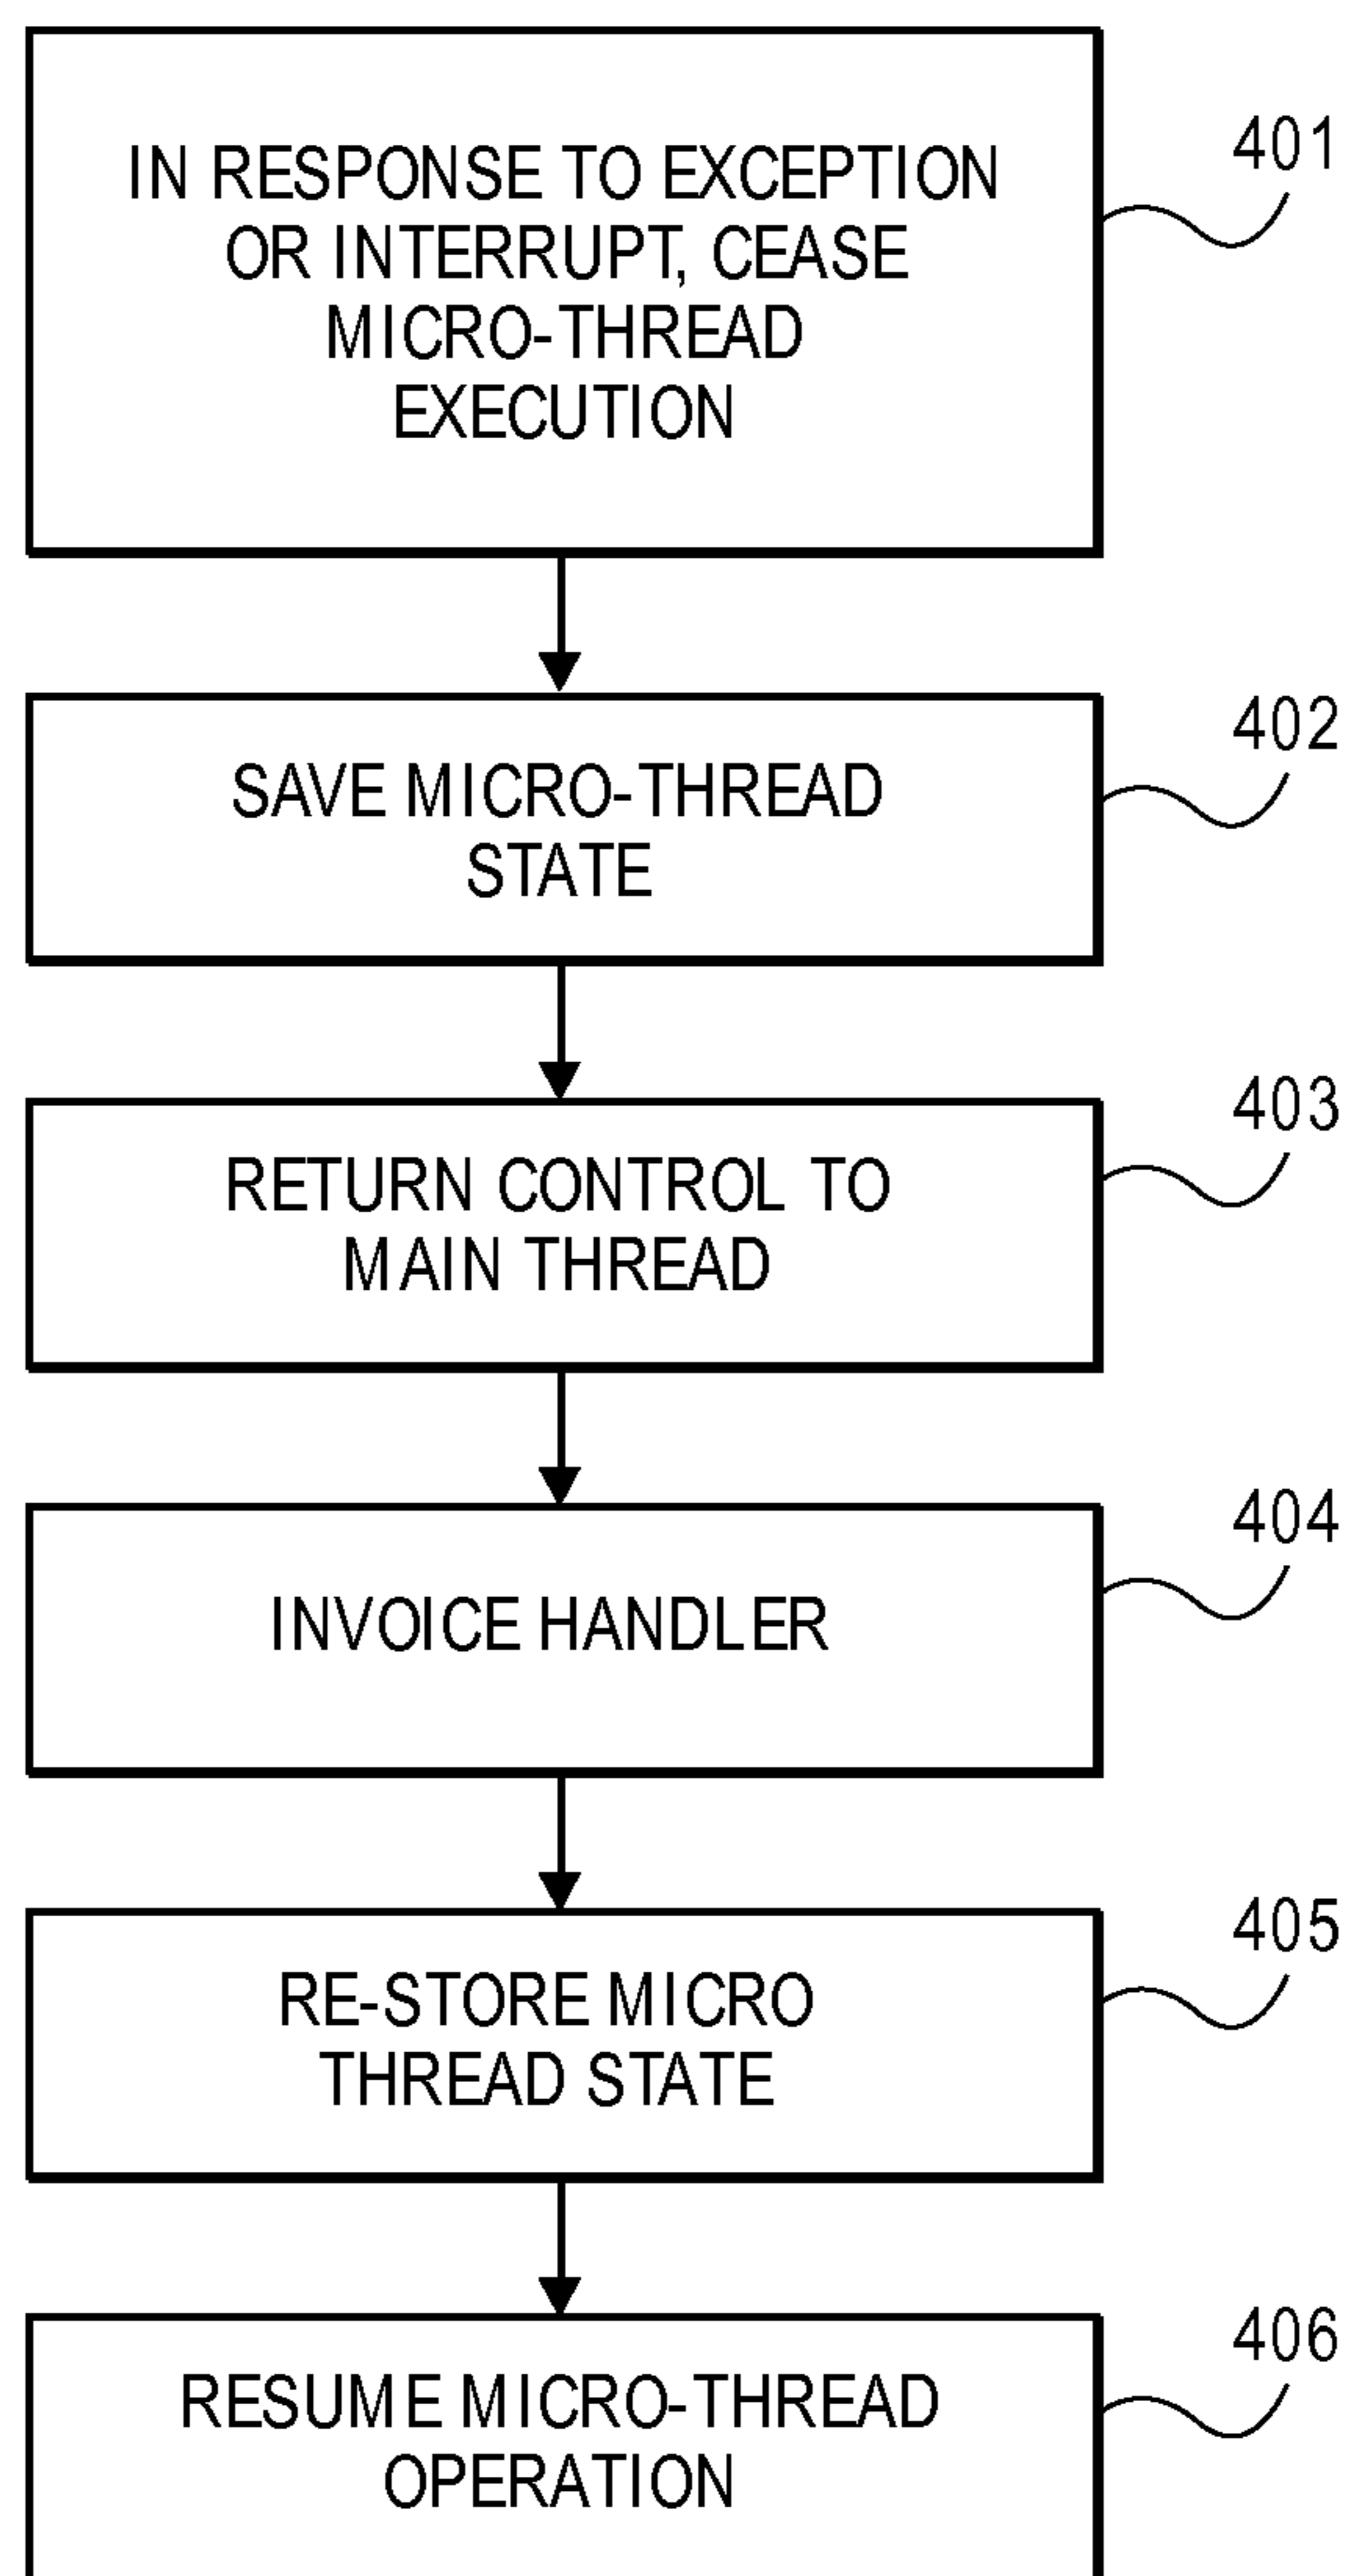 IN RESPONSE TO EXCEPTION
OR INTERRUPT, CEASE
MICRO-THREAD
EXECUTION
401
SAVE MICRO-THREAD
STATE
402
RETURN CONTROL TO
MAIN THREAD
403
INVOICE HANDLER
404
RE-STORE MICRO
THREAD STATE
405
RESUME MICRO-THREAD
OPERATION
406